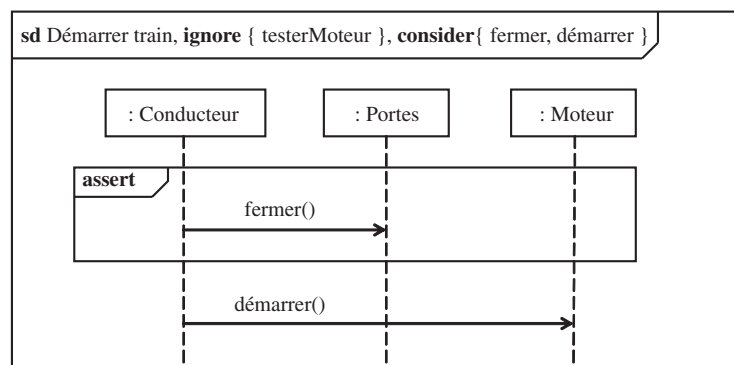 sd Démarrer train, ignore { testerMoteur }, consider{ fermer, démarrer }
: Conducteur
: Portes
: Moteur
assert
fermer()
démarrer()